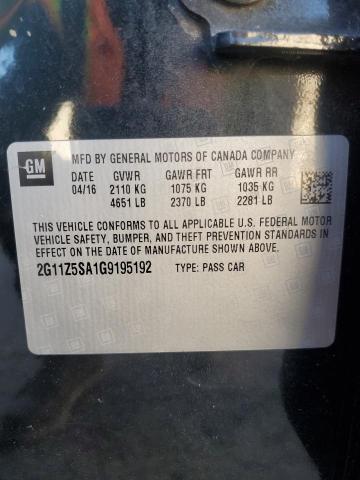 GM
MFD BY GENERAL MOTORS OF CANADA COMPANY
DATE GVWR GAWR FRT GAWR RR
04/16 2110 KG 1075 KG 1035 KG
4651 LB 2370 LB 2281 LB
THIS VEHICLE CONFORMS TO ALL APPLICABLE U.S. FEDERAL MOTOR
VEHICLE SAFETY, BUMPER, AND THEFT PREVENTION STANDARDS
IN EFFECT ON THE DATE OF MANUFACTURE SHOWN ABOVE.
2G11Z5SA1G9195192 TYPE: PASS CAR